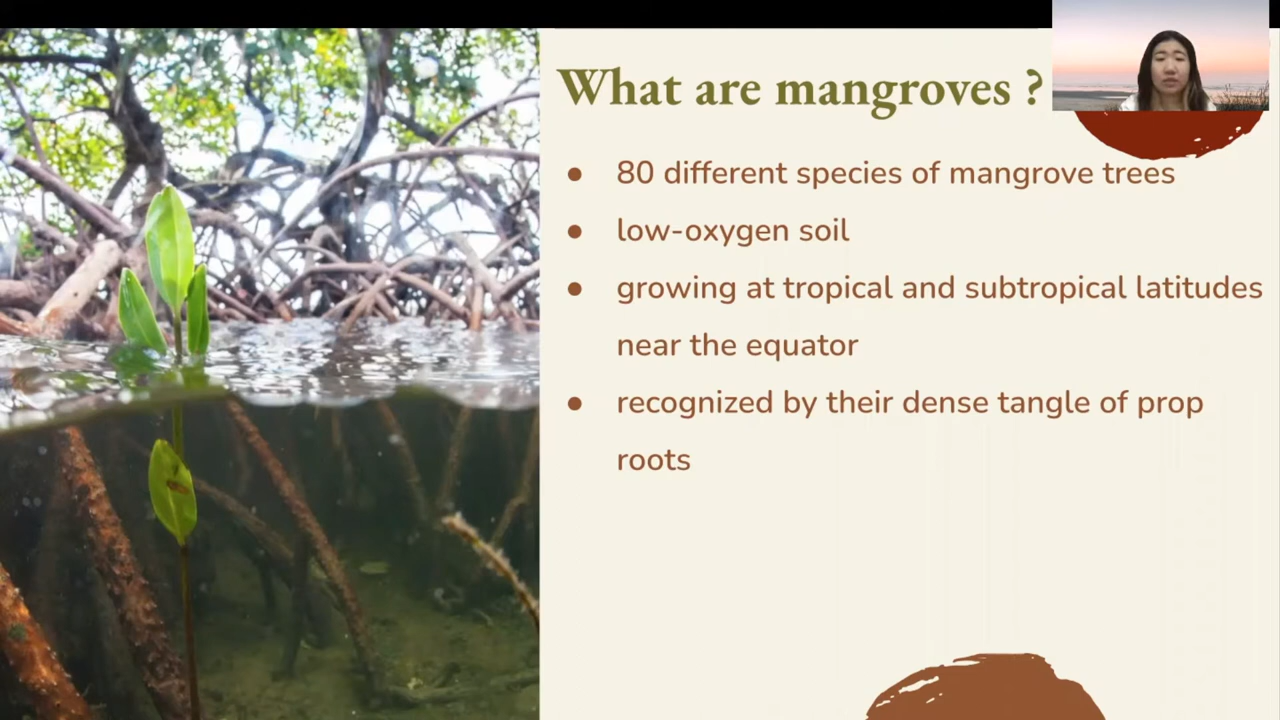 What are mangroves ?
● 80 different species of mangrove trees
● low-oxygen soil
● growing at tropical and subtropical latitudes
near the equator
● recognized by their dense tangle of prop
roots